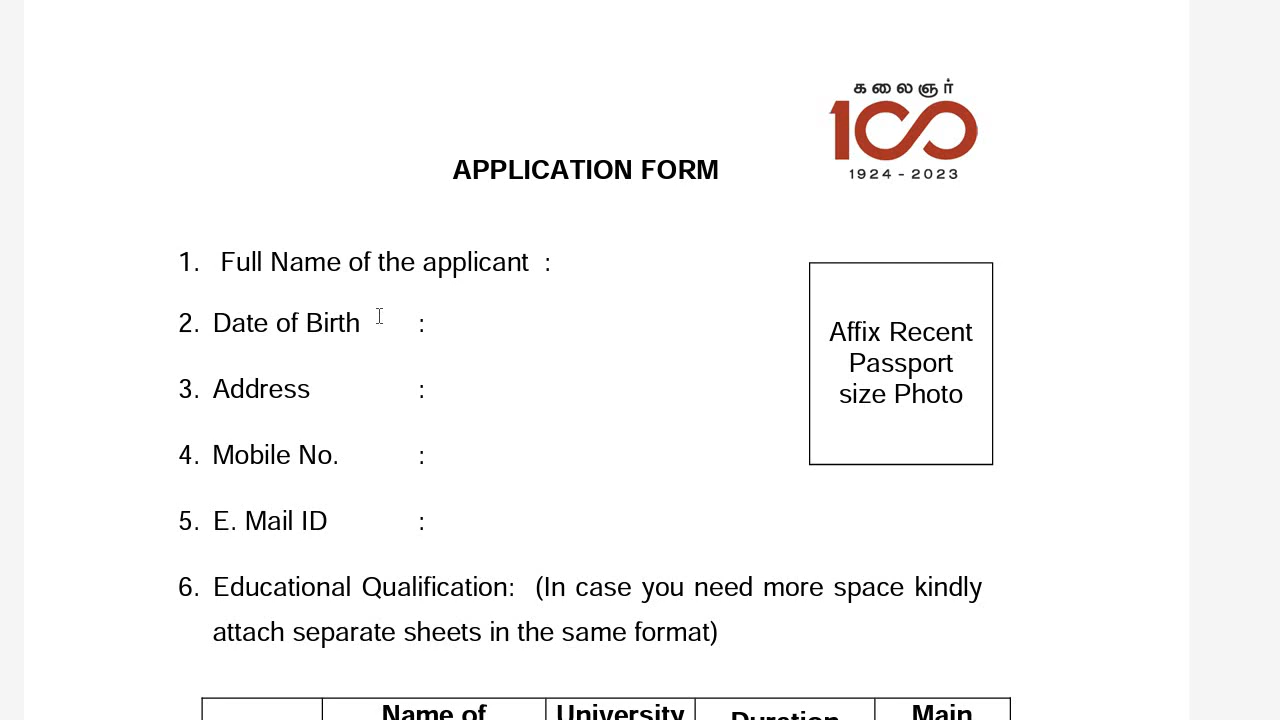 கலைஞர்
100
1924 - 2023
APPLICATION FORM
1. Full Name of the applicant :
2. Date of Birth :
3. Address :
4. Mobile No. :
5. E. Mail ID :
Affix Recent
Passport
size Photo
6. Educational Qualification: (In case you need more space kindly
attach separate sheets in the same format)
Name of University Duration Main